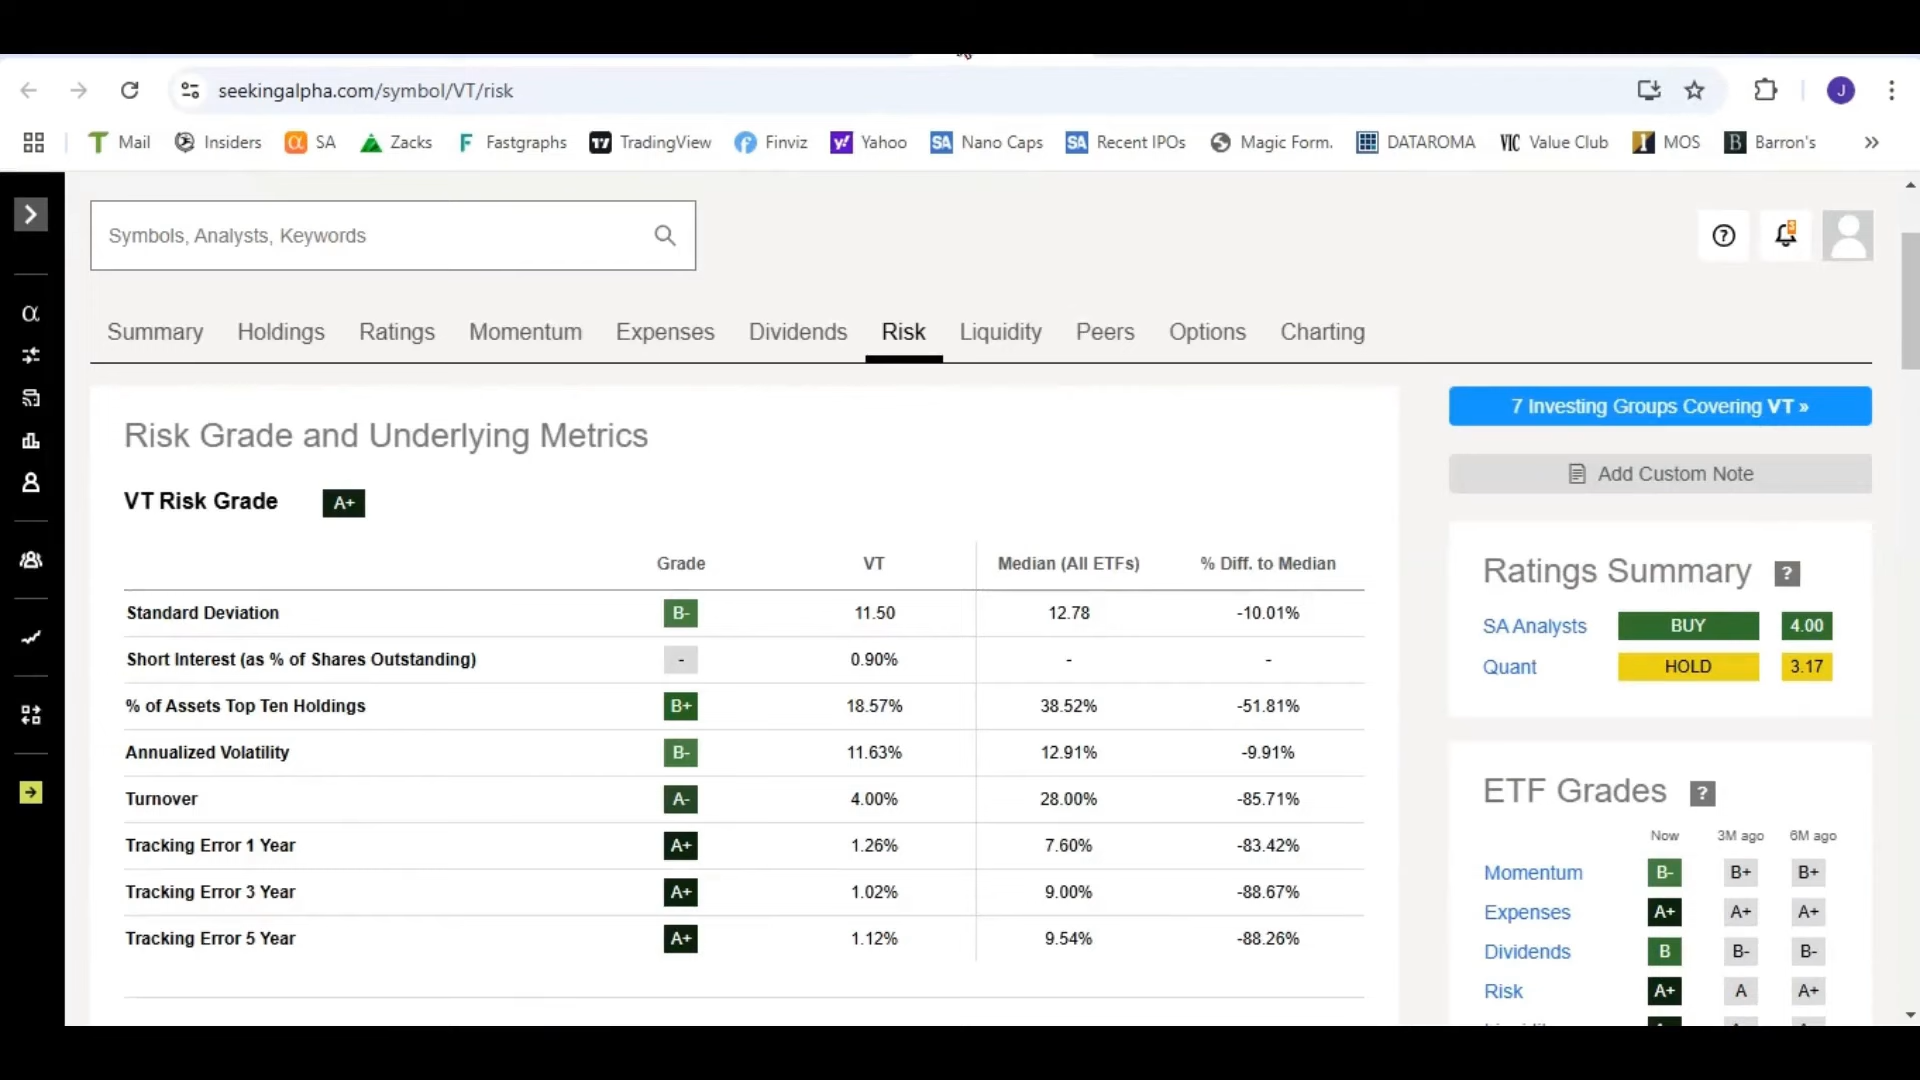 seekingalpha.com/symbol/VT/risk
J
Mail Insiders SA Zacks Fastgraphs TradingView Finviz Yahoo Nano Caps Recent IPOs Magic Form. DATAROMA Value Club MOS Barron's »
Symbols, Analysts, Keywords
Summary Holdings Ratings Momentum Expenses Dividends Risk Liquidity Peers Options Charting
Risk Grade and Underlying Metrics
VT Risk Grade A+
Grade VT Median (All ETFs) % Diff. to Median
Standard Deviation B- 11.50 12.78 -10.01%
Short Interest (as % of Shares Outstanding) - 0.90% - -
% of Assets Top Ten Holdings B+ 18.57% 38.52% -51.81%
Annualized Volatility B- 11.63% 12.91% -9.91%
Turnover A- 4.00% 28.00% -85.71%
Tracking Error 1 Year A+ 1.26% 7.60% -83.42%
Tracking Error 3 Year A+ 1.02% 9.00% -88.67%
Tracking Error 5 Year A+ 1.12% 9.54% -88.26%
7 Investing Groups Covering VT »
Add Custom Note
Ratings Summary ?
SA Analysts BUY 4.00
Quant HOLD 3.17
ETF Grades ?
Now 3M ago 6M ago
Momentum B- B+ B+
Expenses A+ A+ A+
Dividends B B- B-
Risk A+ A A+